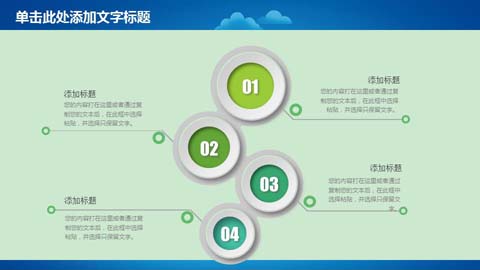 单击此处添加文字标题
01
添加标题
您的内容打在这里或者通过复
制您的文本后，在此框中选择
粘贴，并选择只保留文字。
添加标题
您的内容打在这里或者通过复
制您的文本后，在此框中选择
粘贴，并选择只保留文字。
02
03
添加标题
您的内容打在这里或者通过
复制您的文本后，在此框中
选择粘贴，并选择只保留文
字。
添加标题
您的内容打在这里或者通过复
制您的文本后，在此框中选择
粘贴，并选择只保留文字。
04